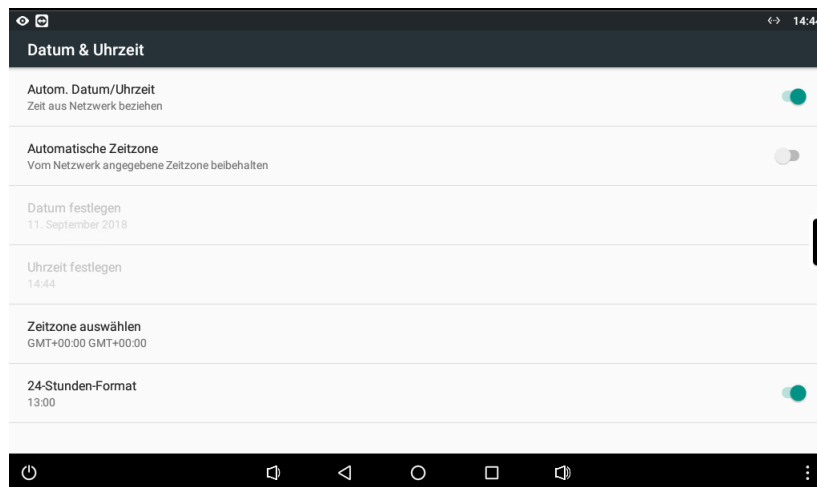 14:44
Datum & Uhrzeit
Autom. Datum/Uhrzeit
Zeit aus Netzwerk beziehen
Automatische Zeitzone
Vom Netzwerk angegebene Zeitzone beibehalten
Datum festlegen
11. September 2018
Uhrzeit festlegen
14:44
Zeitzone auswählen
GMT+00:00 GMT+00:00
24-Stunden-Format
13:00